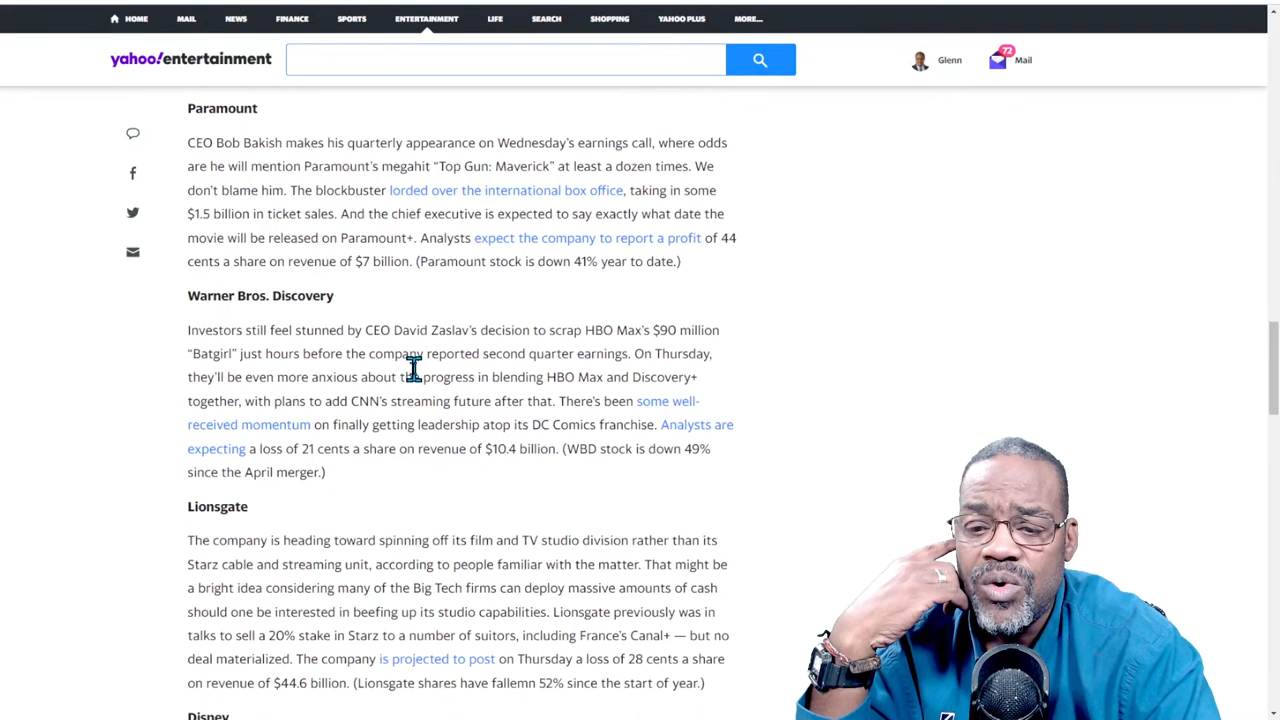 HOME MAIL NEWS FINANCE SPORTS ENTERTAINMENT LIFE SEARCH SHOPPING YAHOO PLUS MORE...
yahoo!entertainment
Glenn
72
Mail
Paramount
CEO Bob Bakish makes his quarterly appearance on Wednesday's earnings call, where odds
are he will mention Paramount's megahit “Top Gun: Maverick” at least a dozen times. We
don't blame him. The blockbuster lorded over the international box office, taking in some
$1.5 billion in ticket sales. And the chief executive is expected to say exactly what date the
movie will be released on Paramount+. Analysts expect the company to report a profit of 44
cents a share on revenue of $7 billion. (Paramount stock is down 41% year to date.)
Warner Bros. Discovery
Investors still feel stunned by CEO David Zaslav's decision to scrap HBO Max's $90 million
“Batgirl” just hours before the company reported second quarter earnings. On Thursday,
they'll be even more anxious about the progress in blending HBO Max and Discovery+
together, with plans to add CNN's streaming future after that. There's been some well-
received momentum on finally getting leadership atop its DC Comics franchise. Analysts are
expecting a loss of 21 cents a share on revenue of $10.4 billion. (WBD stock is down 49%
since the April merger.)
Lionsgate
The company is heading toward spinning off its film and TV studio division rather than its
Starz cable and streaming unit, according to people familiar with the matter. That might be
a bright idea considering many of the Big Tech firms can deploy massive amounts of cash
should one be interested in beefing up its studio capabilities. Lionsgate previously was in
talks to sell a 20% stake in Starz to a number of suitors, including France's Canal+ — but no
deal materialized. The company is projected to post on Thursday a loss of 28 cents a share
on revenue of $44.6 billion. (Lionsgate shares have fallemn 52% since the start of year.)
Disney